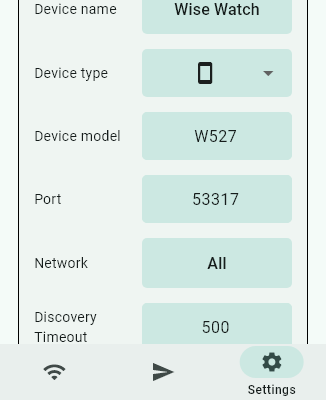 Device name
Wise Watch
Device type
Device model
W527
Port
53317
Network
All
Discovery
Timeout
500
Settings